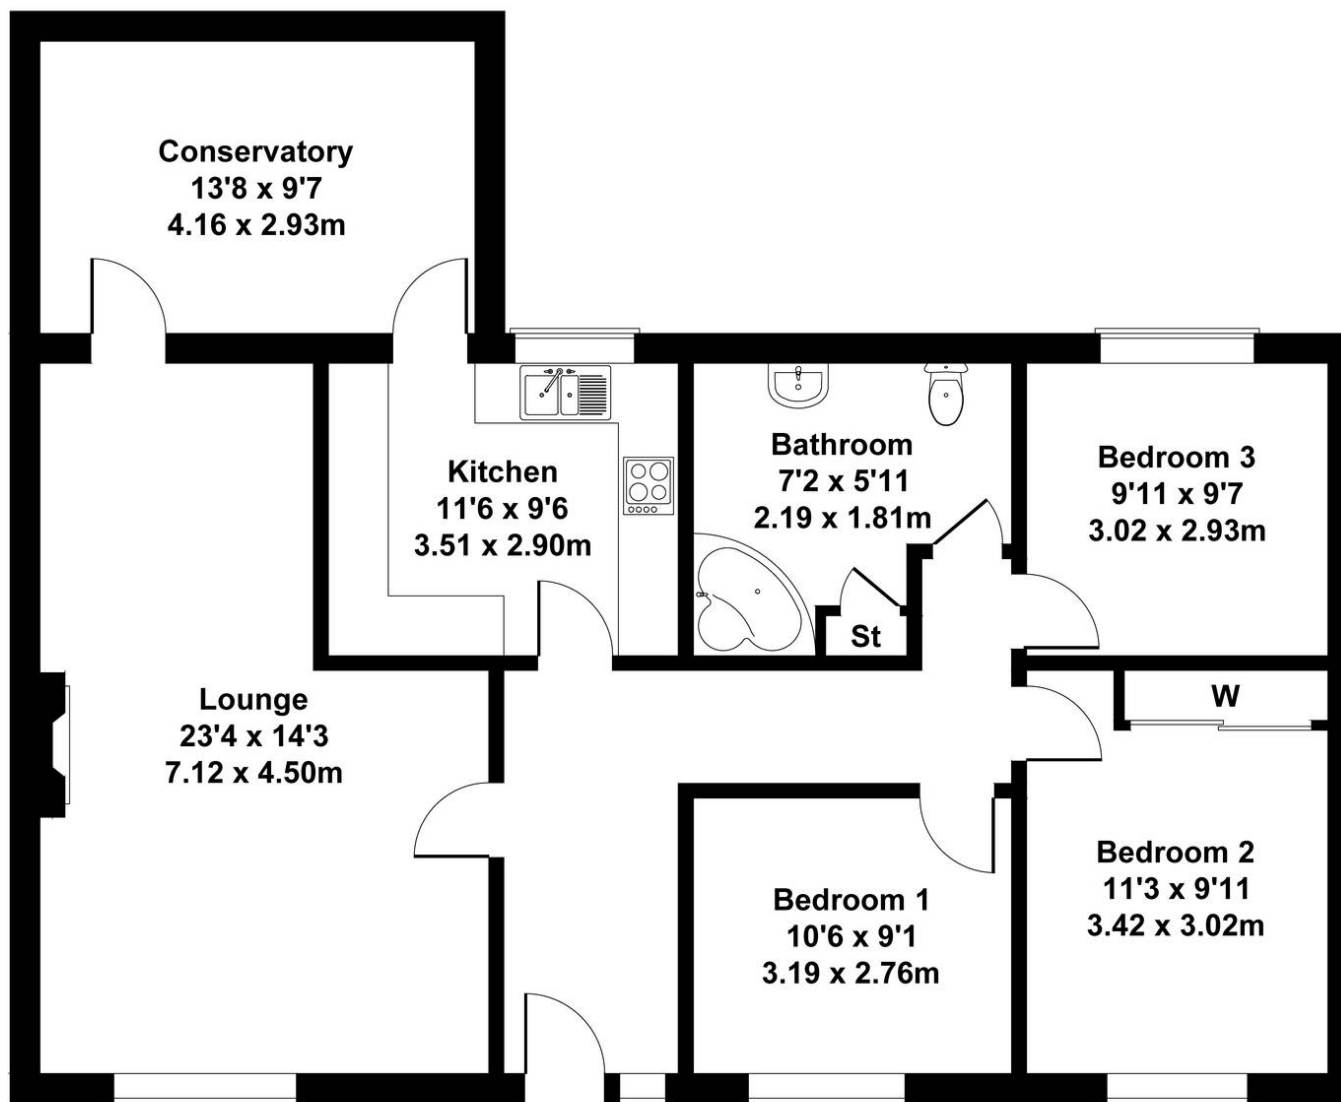 Conservatory
13'8 x 9'7
4.16 x 2.93m
Kitchen
11'6 x 9'6
3.51 x 2.90m
Bathroom
7'2 x 5'11
2.19 x 1.81m
Bedroom 3
9'11 x 9'7
3.02 x 2.93m
St
Lounge
23'4 x 14'3
7.12 x 4.50m
W
Bedroom 1
10'6 x 9'1
3.19 x 2.76m
Bedroom 2
11'3 x 9'11
3.42 x 3.02m